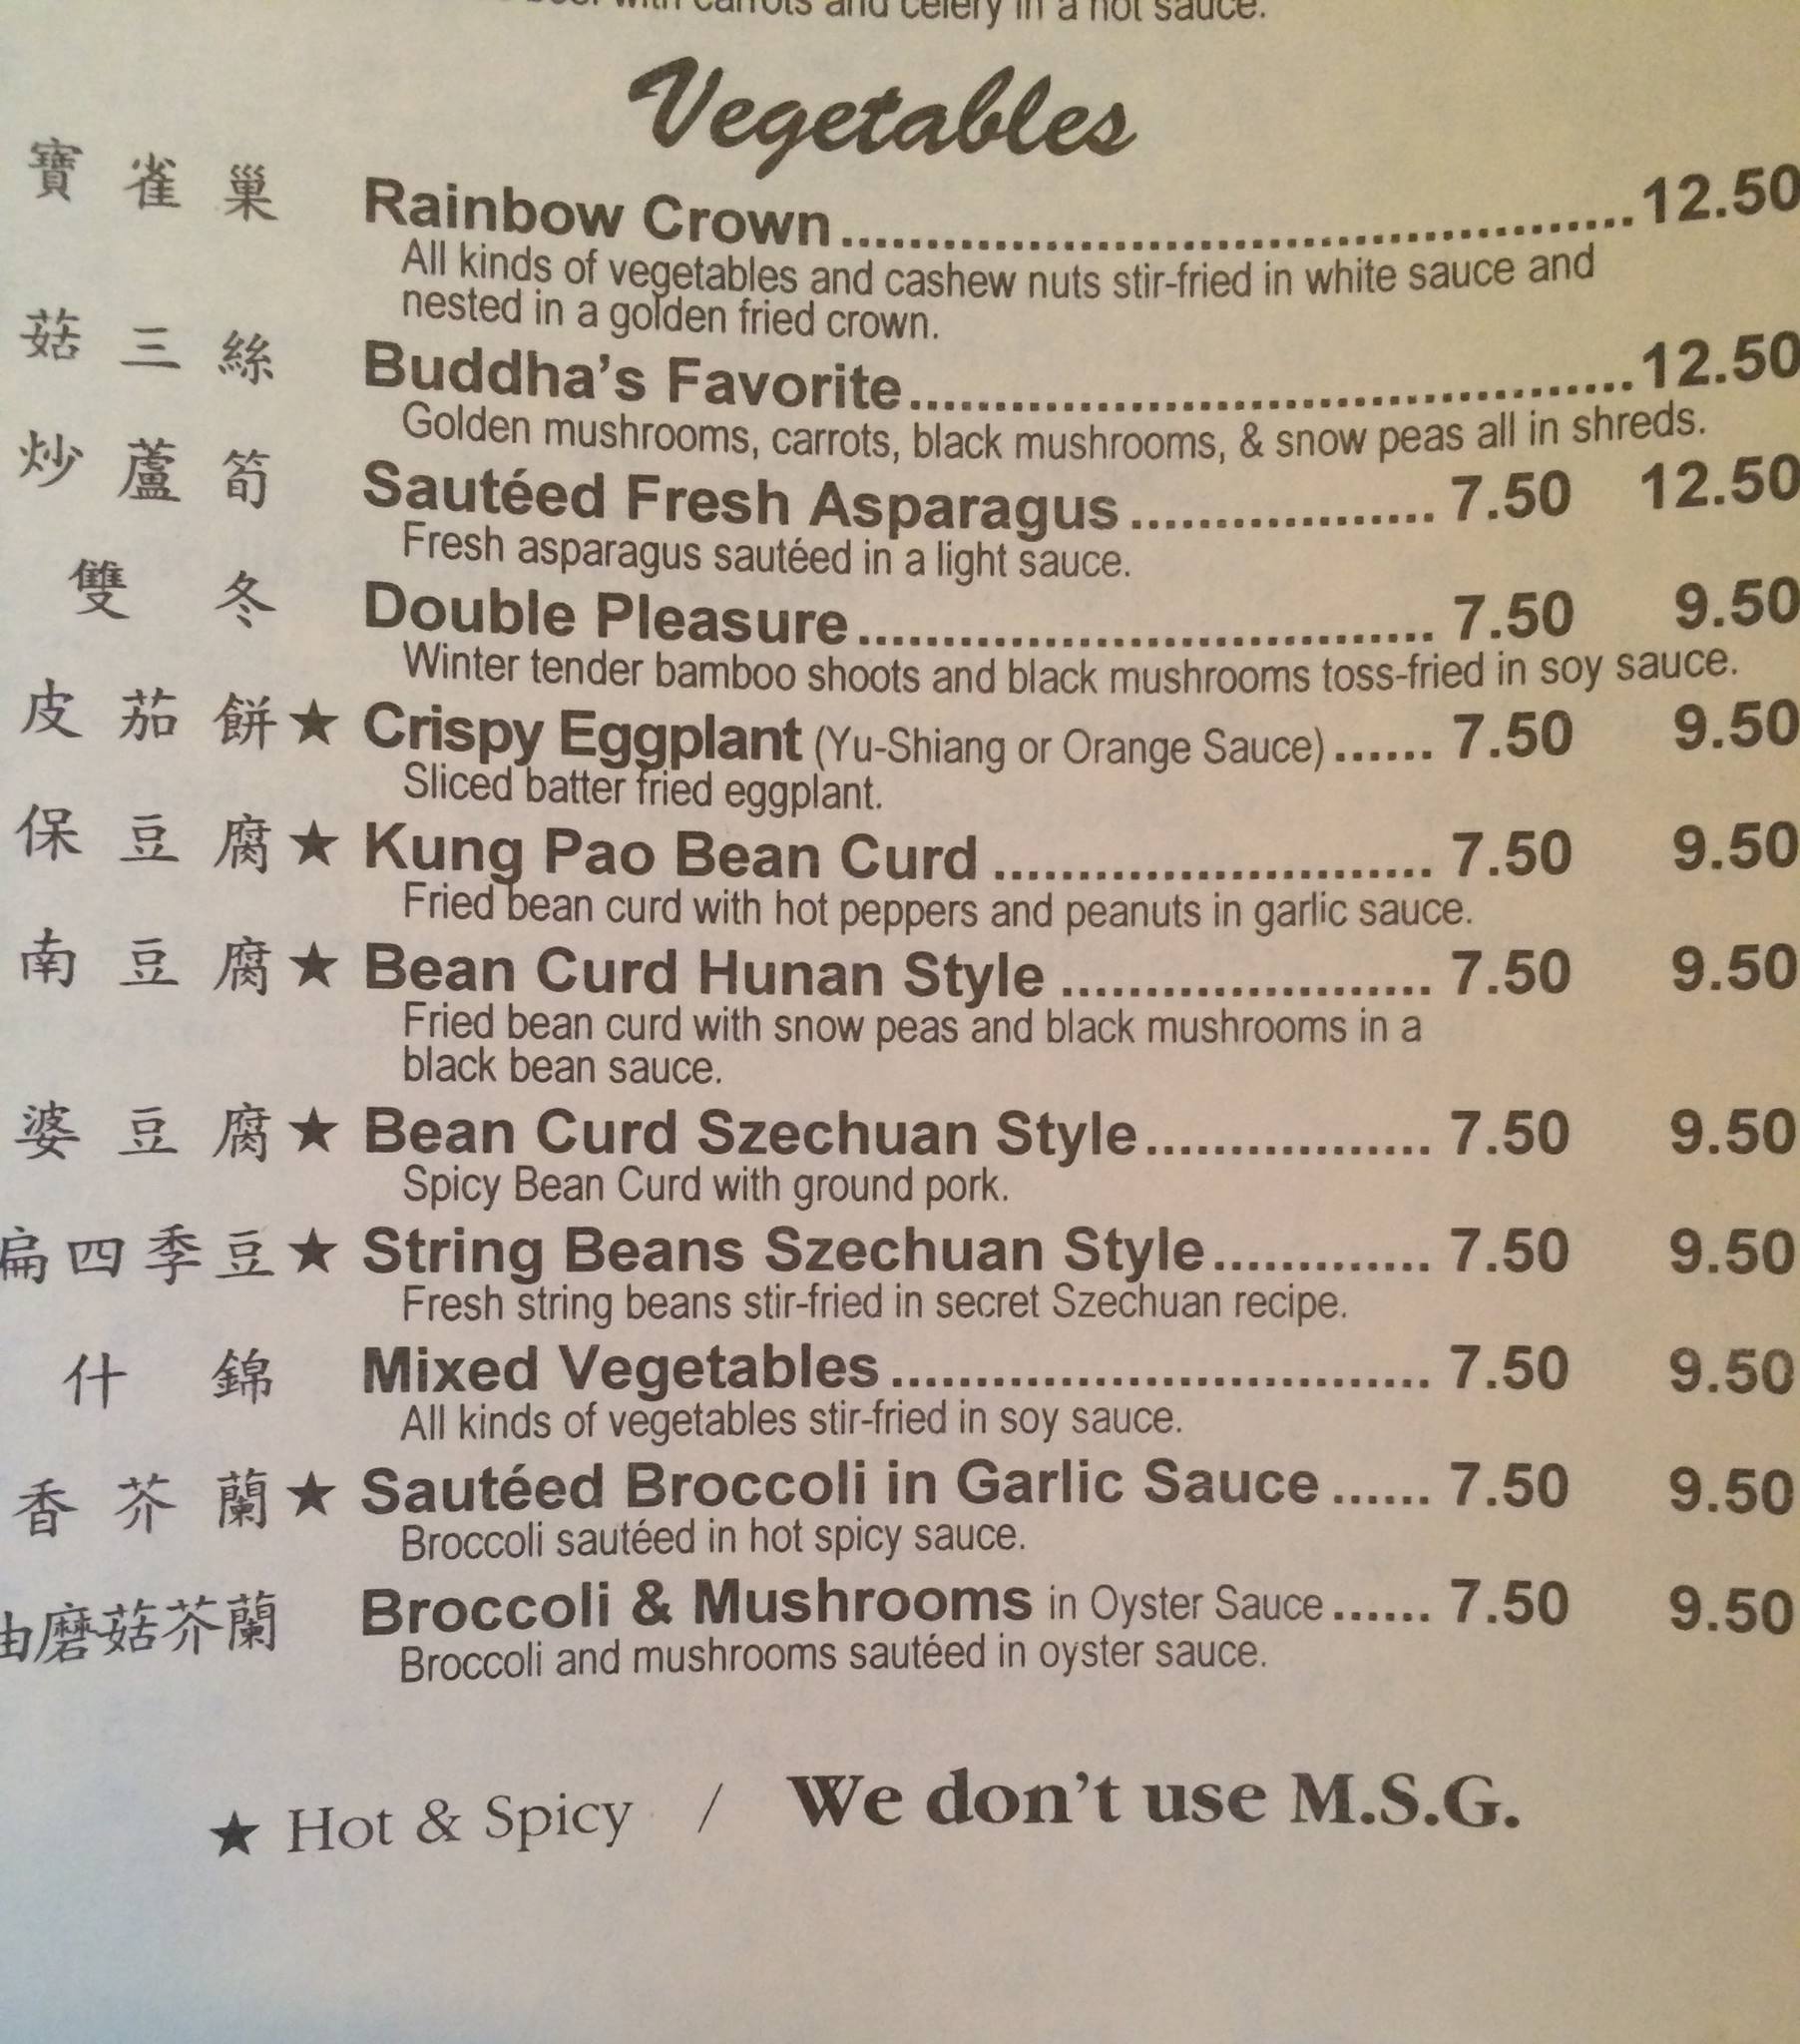 with carrots and celery in a hot sauce.
Vegetables
寶雀巢 Rainbow Crown 12.50
All kinds of vegetables and cashew nuts stir-fried in white sauce and
nested in a golden fried crown.
菇三絲 Buddha's Favorite 12.50
Golden mushrooms, carrots, black mushrooms, & snow peas all in shreds.
炒蘆筍 Sautéed Fresh Asparagus 7.50 12.50
Fresh asparagus sautéed in a light sauce.
雙冬 Double Pleasure 7.50 9.50
Winter tender bamboo shoots and black mushrooms toss-fried in soy sauce.
皮茄餅 ★ Crispy Eggplant (Yu-Shiang or Orange Sauce) 7.50 9.50
Sliced batter fried eggplant.
保豆腐 ★ Kung Pao Bean Curd 7.50 9.50
Fried bean curd with hot peppers and peanuts in garlic sauce.
南豆腐 ★ Bean Curd Hunan Style 7.50 9.50
Fried bean curd with snow peas and black mushrooms in a
black bean sauce.
婆豆腐 ★ Bean Curd Szechuan Style 7.50 9.50
Spicy Bean Curd with ground pork.
扁四季豆 ★ String Beans Szechuan Style 7.50 9.50
Fresh string beans stir-fried in secret Szechuan recipe.
什錦 Mixed Vegetables 7.50 9.50
All kinds of vegetables stir-fried in soy sauce.
香芥蘭 ★ Sautéed Broccoli in Garlic Sauce 7.50 9.50
Broccoli sautéed in hot spicy sauce.
磨菇芥蘭 Broccoli & Mushrooms in Oyster Sauce 7.50 9.50
Broccoli and mushrooms sautéed in oyster sauce.
★ Hot & Spicy / We don't use M.S.G.